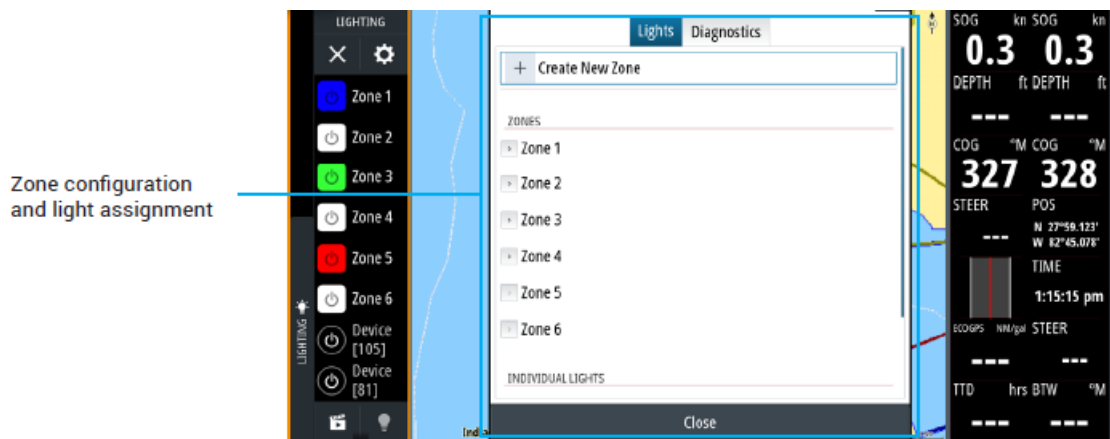 Zone configuration
and light assignment
LIGHTING
Zone 1
Zone 2
Zone 3
Zone 4
Zone 5
Zone 6
Device
[105]
Device
[81]
LIGHTING
Lights Diagnostics
+ Create New Zone
ZONES
Zone 1
Zone 2
Zone 3
Zone 4
Zone 5
Zone 6
INDIVIDUAL LIGHTS
Close
SOG kn SOG kn
0.3 0.3
DEPTH ft DEPTH ft
--- ---
COG °M COG °M
327 328
STEER POS
--- N 27°59.123'
W 82°45.078'
TIME
1:15:15 pm
ECOGPS NM/gal STEER
--- ---
TTD hrs BTW °M
--- ---